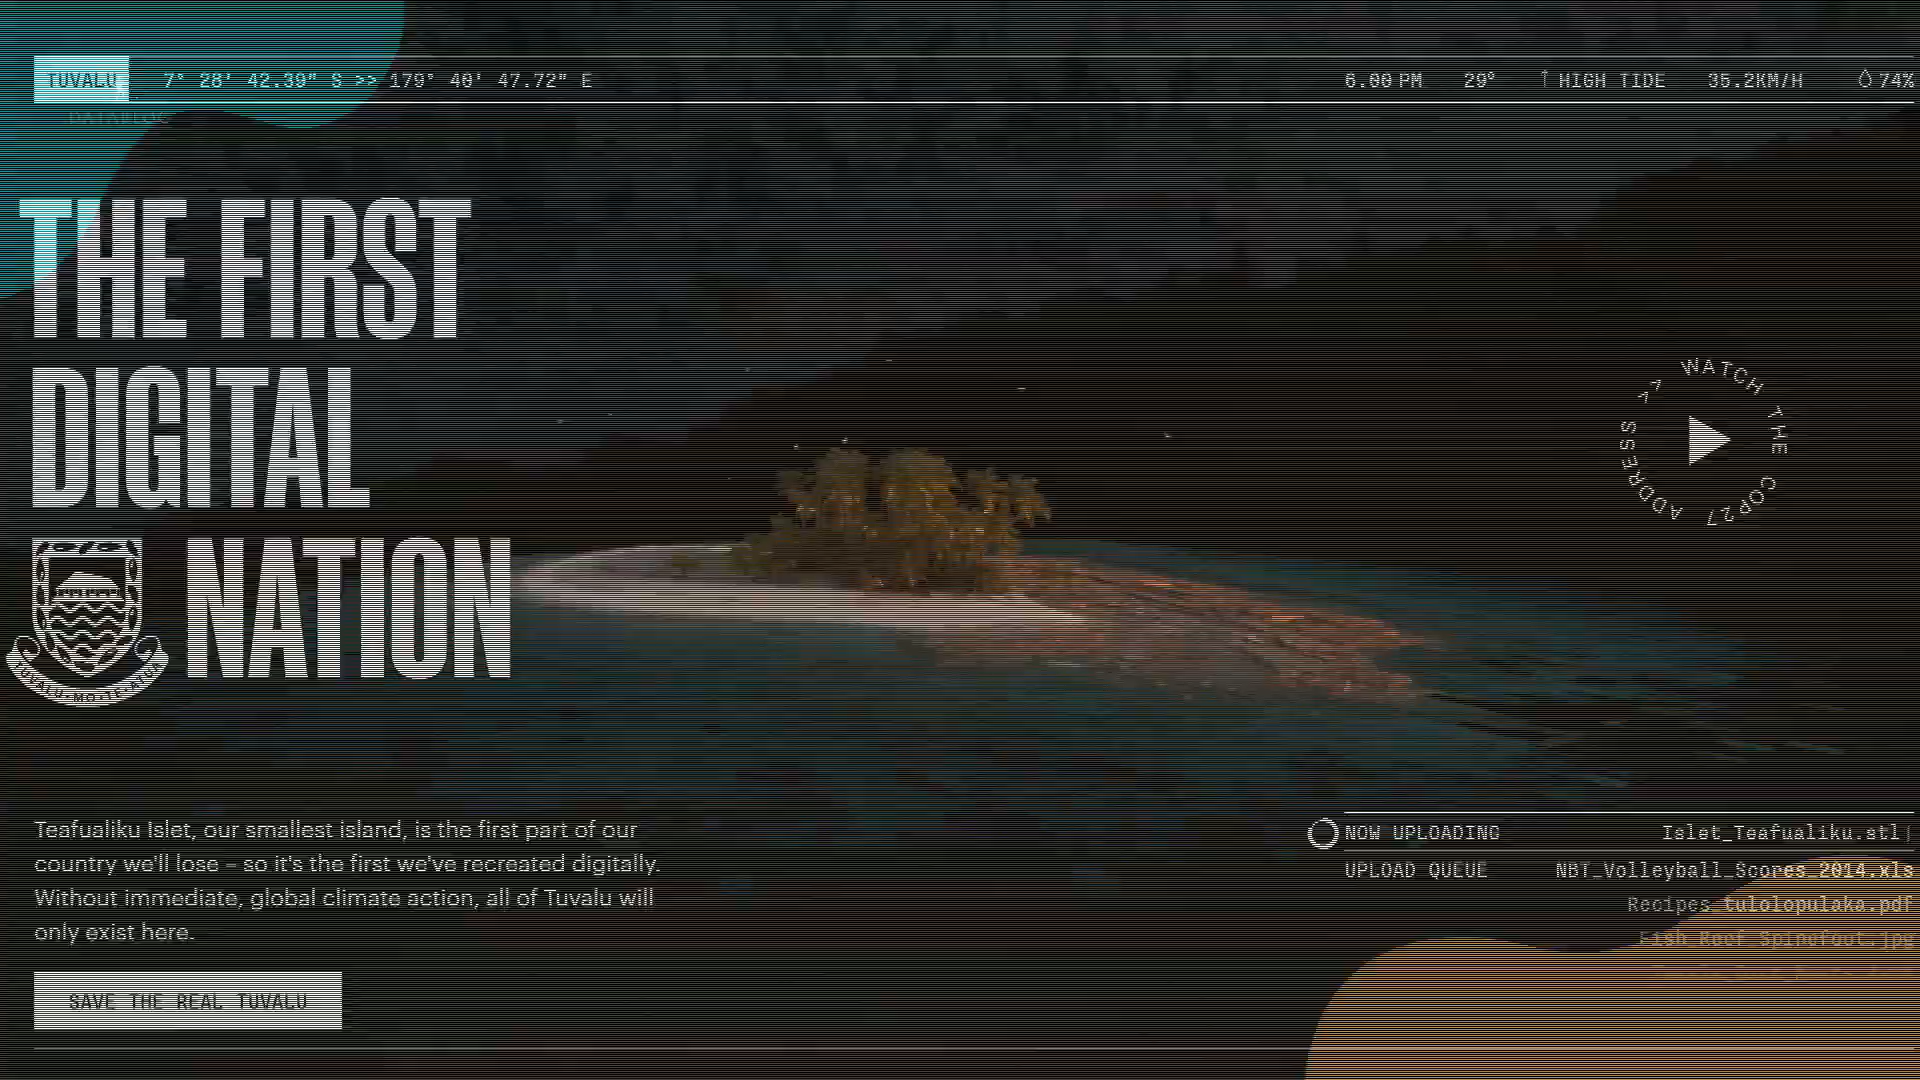 TUVALU 7° 28' 42.39" S >> 179° 40' 47.72" E 6.00 PM 29° ↑ HIGH TIDE 35.2KM/H 74%
THE FIRST
DIGITAL
NATION
WATCH THE COP27 ADDRESS >>
Teafualiku Islet, our smallest island, is the first part of our
country we'll lose – so it's the first we've recreated digitally.
Without immediate, global climate action, all of Tuvalu will
only exist here.
SAVE THE REAL TUVALU
NOW UPLOADING Islet_Teafualiku.stl
UPLOAD QUEUE NBT_Volleyball_Scores_2014.xls
Recipes_tulolopulaka.pdf
Fish_Reef_Spinefoot.jpg